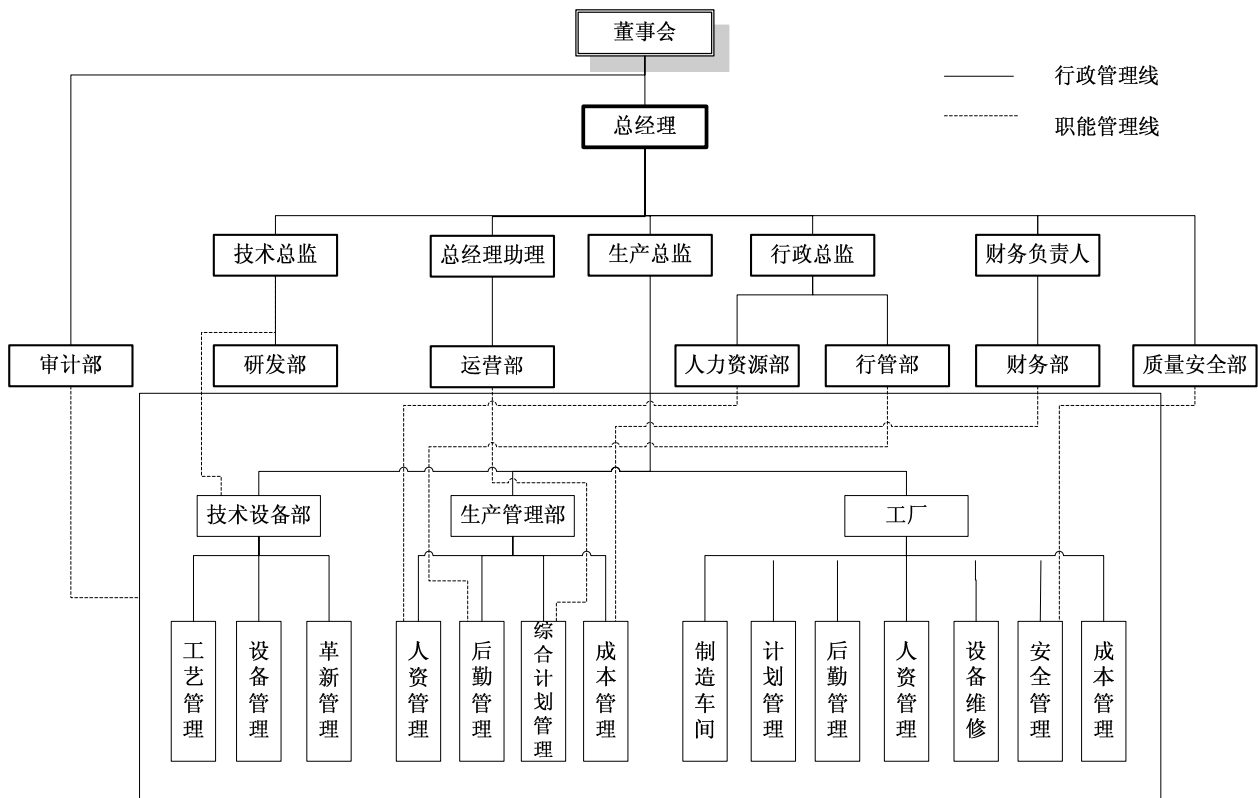 董事会
行政管理线
总经理
职能管理线
技术总监
总经理助理
生产总监
行政总监
财务负责人
审计部
研发部
运营部
人力资源部
行管部
财务部
质量安全部
技术设备部
生产管理部
工厂
工艺管理
设备管理
革新管理
人资管理
后勤管理
综合计划管理
成本管理
制造车间
计划管理
后勤管理
人资管理
设备维修
安全管理
成本管理